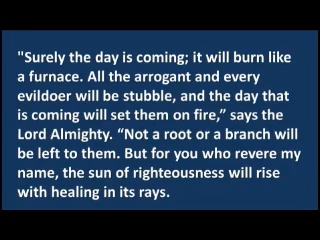 "Surely the day is coming; it will burn like
a furnace. All the arrogant and every
evildoer will be stubble, and the day that
is coming will set them on fire,” says the
Lord Almighty. “Not a root or a branch will
be left to them. But for you who revere my
name, the sun of righteousness will rise
with healing in its rays.